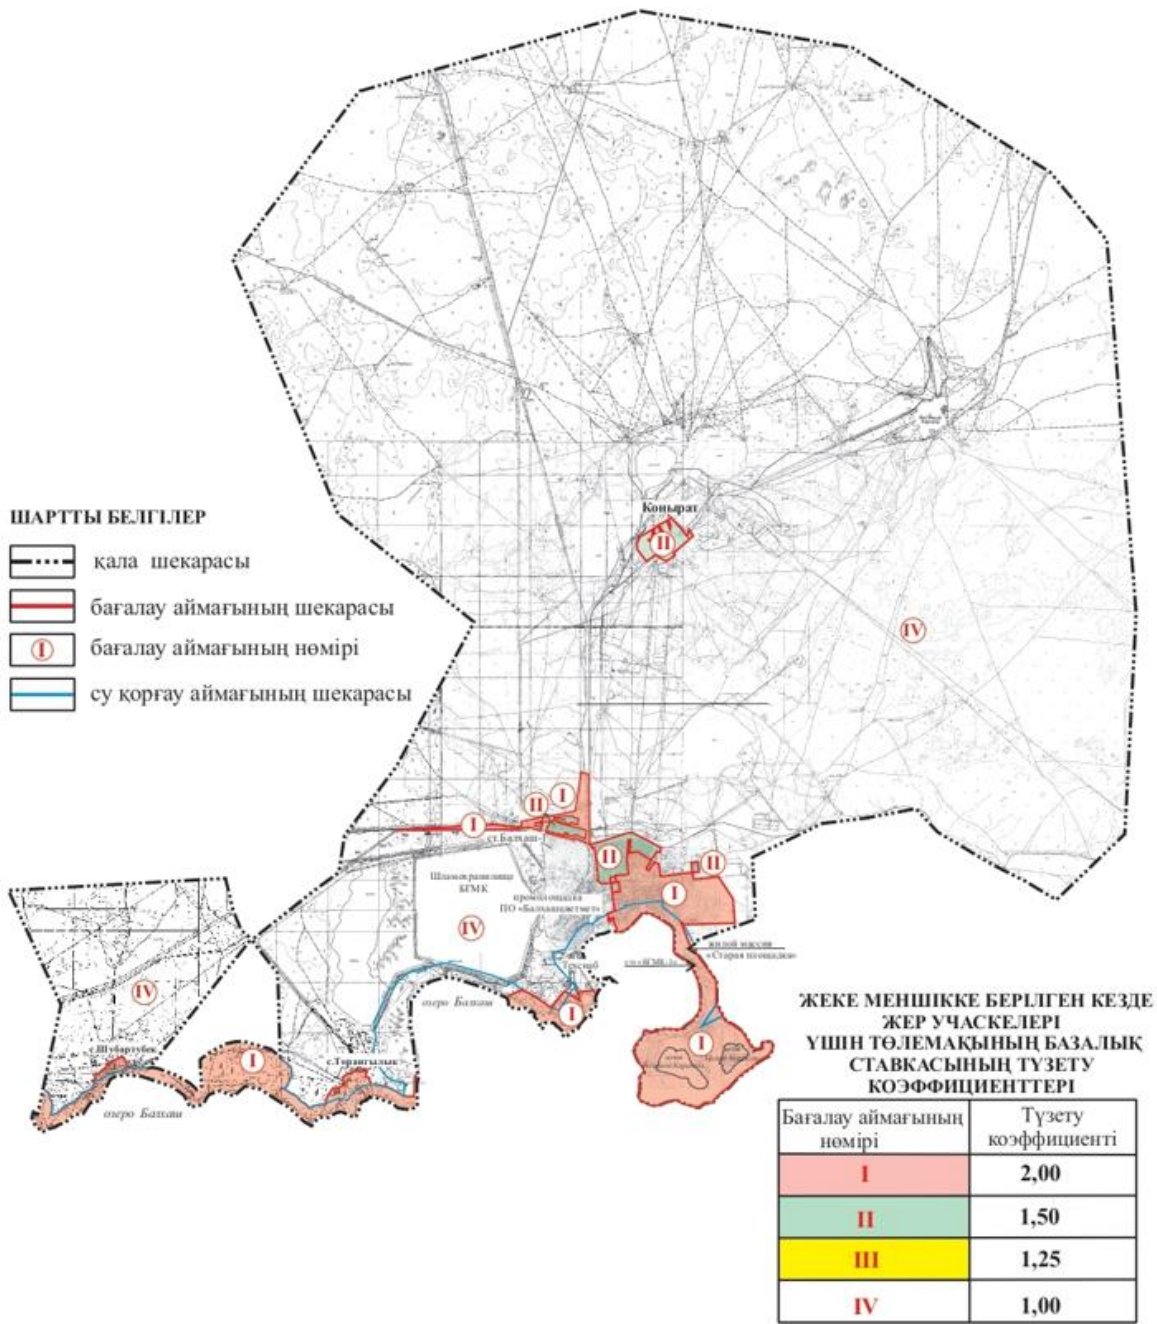 Конырат
II
IV
ШАРТТЫ БЕЛГІЛЕР
қала шекарасы
бағалау аймағының шекарасы
I
бағалау аймағының нөмірі
су қорғау аймағының шекарасы
II
I
I
ст.Балхаш-1
II
II
I
Шламохранилище
БГМК
промплощадка
ПО «Балхашцветмет»
IV
жилой массив
«Старая площадка»
озеро Балхаш
I
I
IV
с.Шубартубек
I
с.Торангылык
озеро Балхаш
ЖЕКЕ МЕНШІККЕ БЕРІЛГЕН КЕЗДЕ
ЖЕР УЧАСКЕЛЕРІ
ҮШІН ТӨЛЕМАҚЫНЫҢ БАЗАЛЫҚ
СТАВКАСЫНЫҢ ТҮЗЕТУ
КОЭФФИЦИЕНТТЕРІ
Бағалау аймағының
нөмірі
Түзету
коэффициенті
I 2,00
II 1,50
III 1,25
IV 1,00